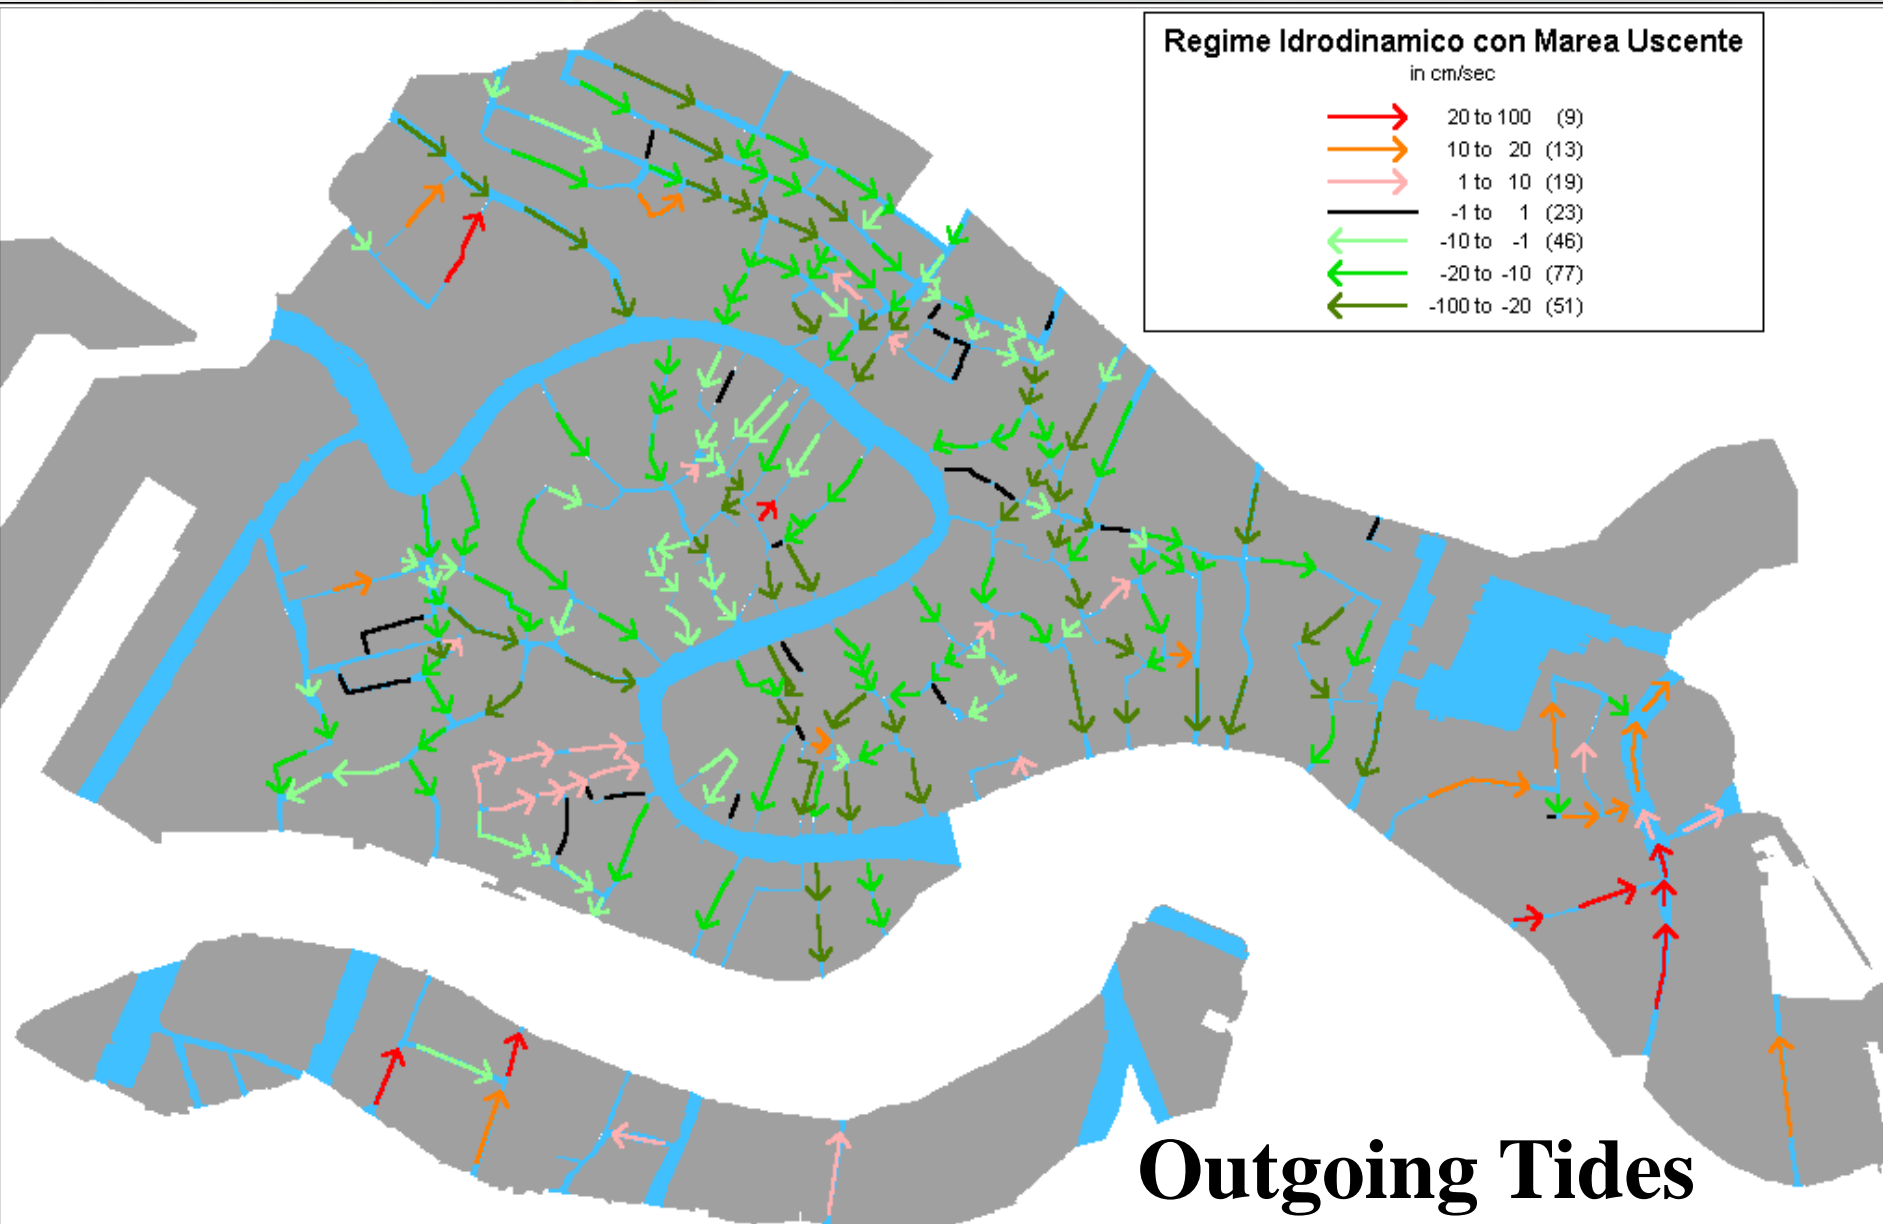 Regime Idrodinamico con Marea Uscente
in cm/sec
20 to 100 (9)
10 to 20 (13)
1 to 10 (19)
-1 to 1 (23)
-10 to -1 (46)
-20 to -10 (77)
-100 to -20 (51)
Outgoing Tides